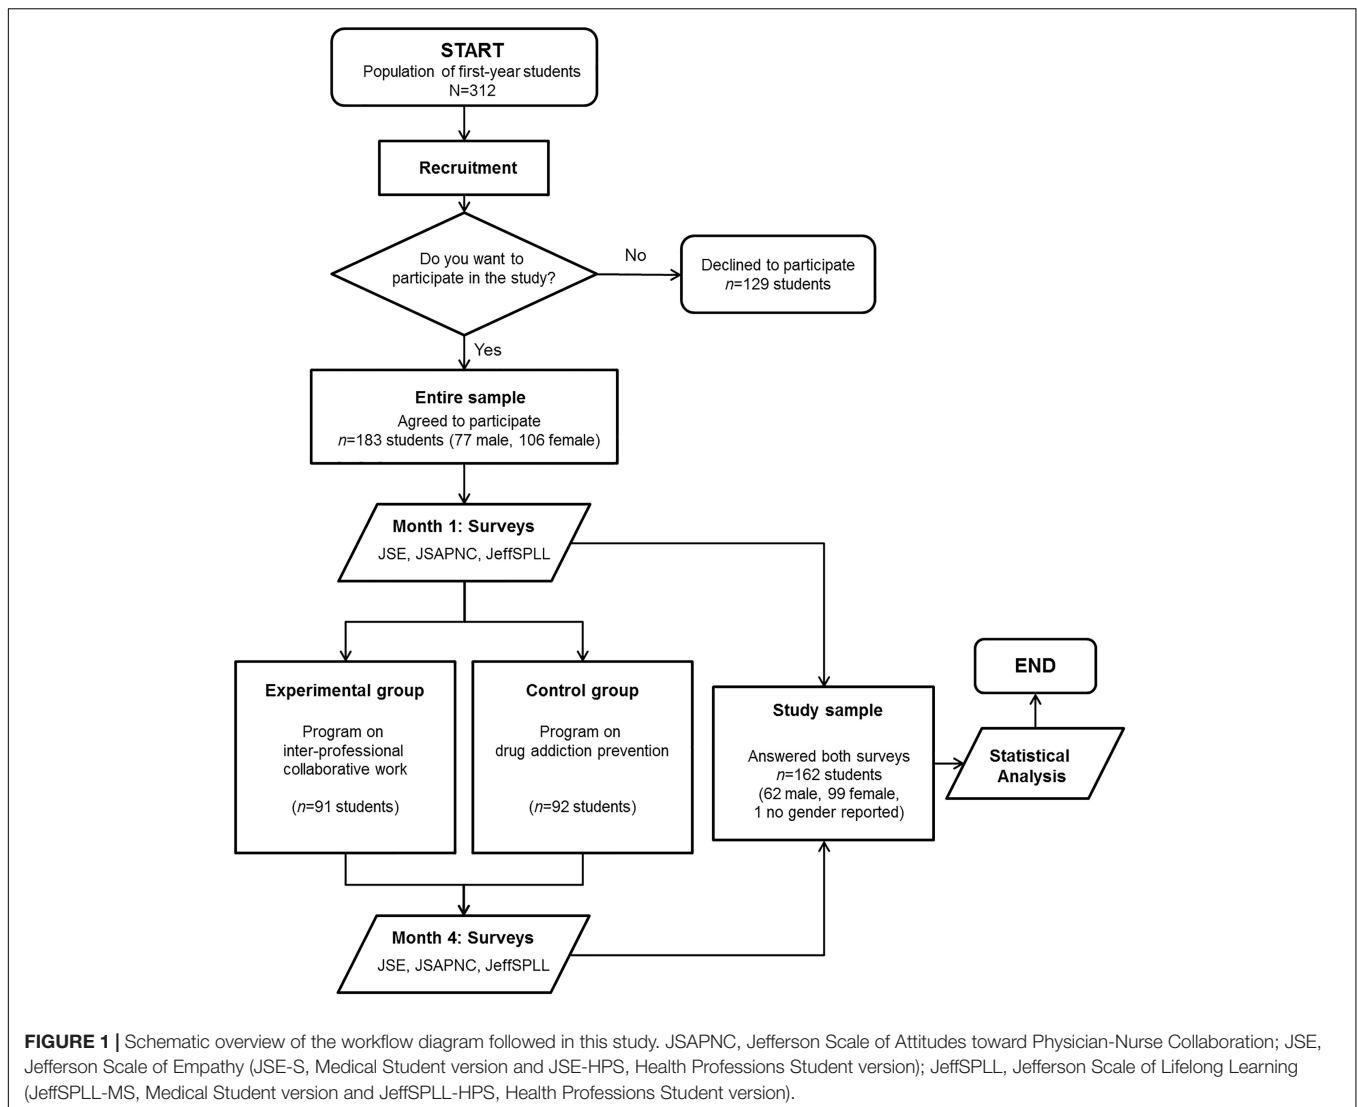 START
Population of first-year students
N=312
Recruitment
Do you want to
participate in the study?
No
Declined to participate
n=129 students
Yes
Entire sample
Agreed to participate
n=183 students (77 male, 106 female)
Month 1: Surveys
JSE, JSAPNC, JeffSPLL
Experimental group
Program on
inter-professional
collaborative work
(n=91 students)
Control group
Program on
drug addiction prevention
(n=92 students)
Study sample
Answered both surveys
n=162 students
(62 male, 99 female,
1 no gender reported)
END
Statistical
Analysis
Month 4: Surveys
JSE, JSAPNC, JeffSPLL
FIGURE 1 | Schematic overview of the workflow diagram followed in this study. JSAPNC, Jefferson Scale of Attitudes toward Physician-Nurse Collaboration; JSE,
Jefferson Scale of Empathy (JSE-S, Medical Student version and JSE-HPS, Health Professions Student version); JeffSPLL, Jefferson Scale of Lifelong Learning
(JeffSPLL-MS, Medical Student version and JeffSPLL-HPS, Health Professions Student version).